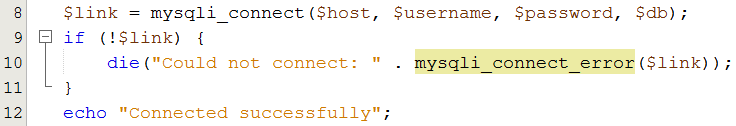 8 $link = mysqli_connect($host, $username, $password, $db);
9 if (!$link) {
10 die("Could not connect: " . mysqli_connect_error($link));
11 }
12 echo "Connected successfully";